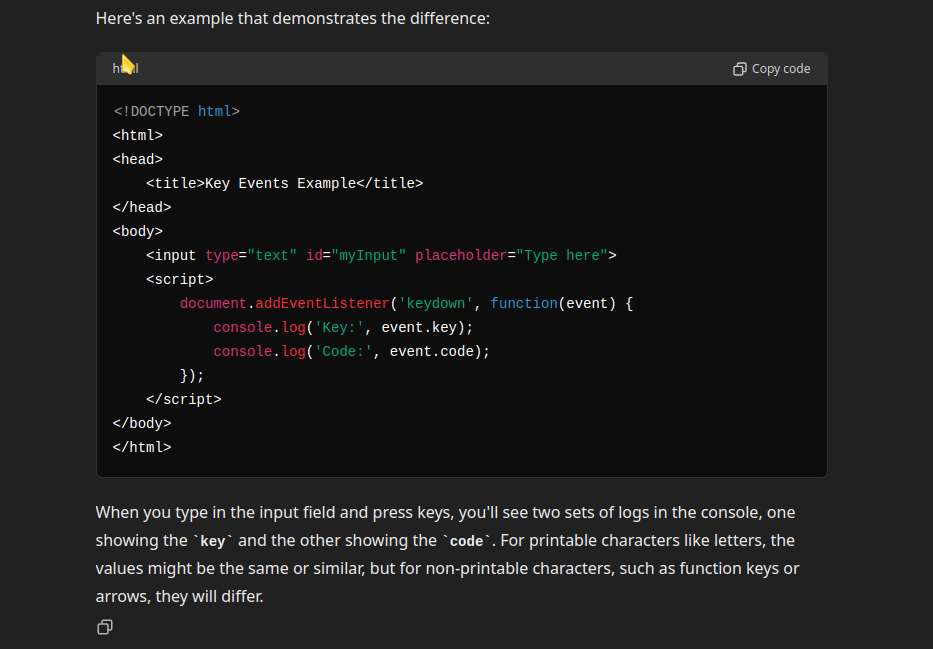 Here's an example that demonstrates the difference:
html
Copy code
<!DOCTYPE html>
<html>
<head>
    <title>Key Events Example</title>
</head>
<body>
    <input type="text" id="myInput" placeholder="Type here">
    <script>
        document.addEventListener('keydown', function(event) {
            console.log('Key:', event.key);
            console.log('Code:', event.code);
        });
    </script>
</body>
</html>
When you type in the input field and press keys, you'll see two sets of logs in the console, one
showing the `key` and the other showing the `code`. For printable characters like letters, the
values might be the same or similar, but for non-printable characters, such as function keys or
arrows, they will differ.